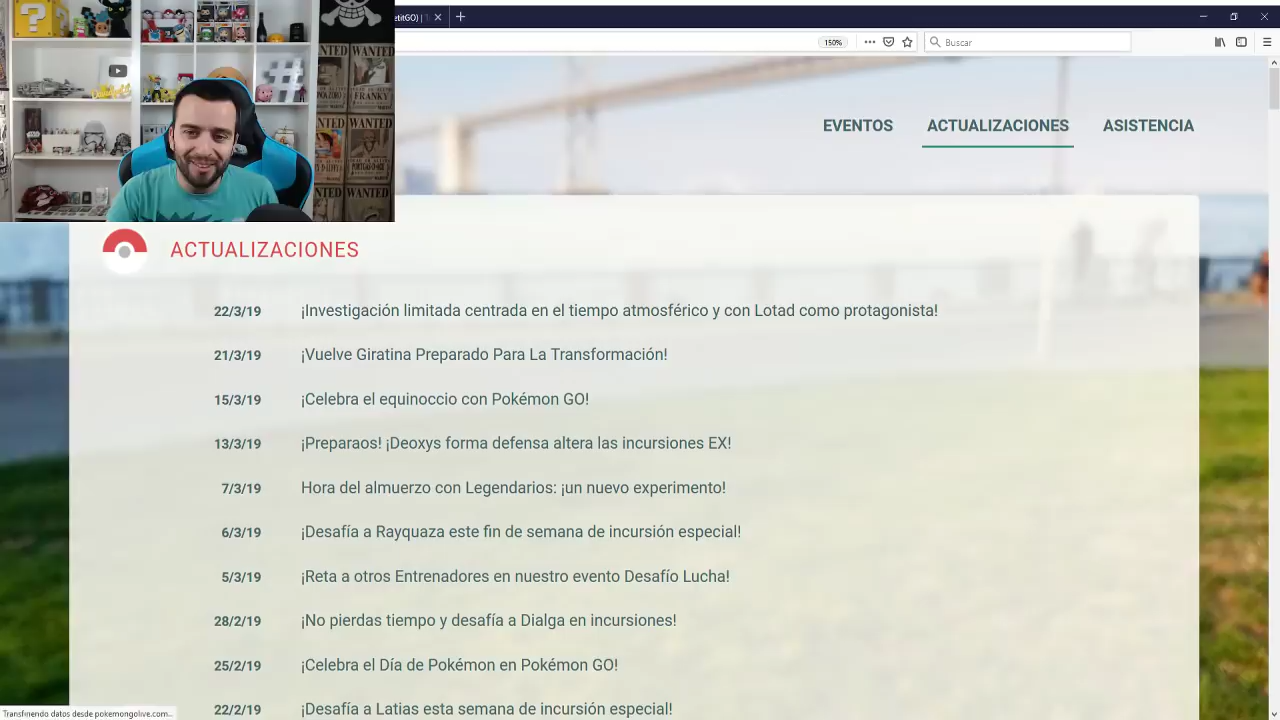 etitGO) | T
150%
Buscar
EVENTOS
ACTUALIZACIONES
ASISTENCIA
WANTED
WANTED
FRANKY
WANTED
WANTED
ACTUALIZACIONES
22/3/19 ¡Investigación limitada centrada en el tiempo atmosférico y con Lotad como protagonista!
21/3/19 ¡Vuelve Giratina Preparado Para La Transformación!
15/3/19 ¡Celebra el equinoccio con Pokémon GO!
13/3/19 ¡Preparaos! ¡Deoxys forma defensa altera las incursiones EX!
7/3/19 Hora del almuerzo con Legendarios: ¡un nuevo experimento!
6/3/19 ¡Desafía a Rayquaza este fin de semana de incursión especial!
5/3/19 ¡Reta a otros Entrenadores en nuestro evento Desafío Lucha!
28/2/19 ¡No pierdas tiempo y desafía a Dialga en incursiones!
25/2/19 ¡Celebra el Día de Pokémon en Pokémon GO!
22/2/19 ¡Desafía a Latias esta semana de incursión especial!
Transfiriendo datos desde pokemongolive.com...